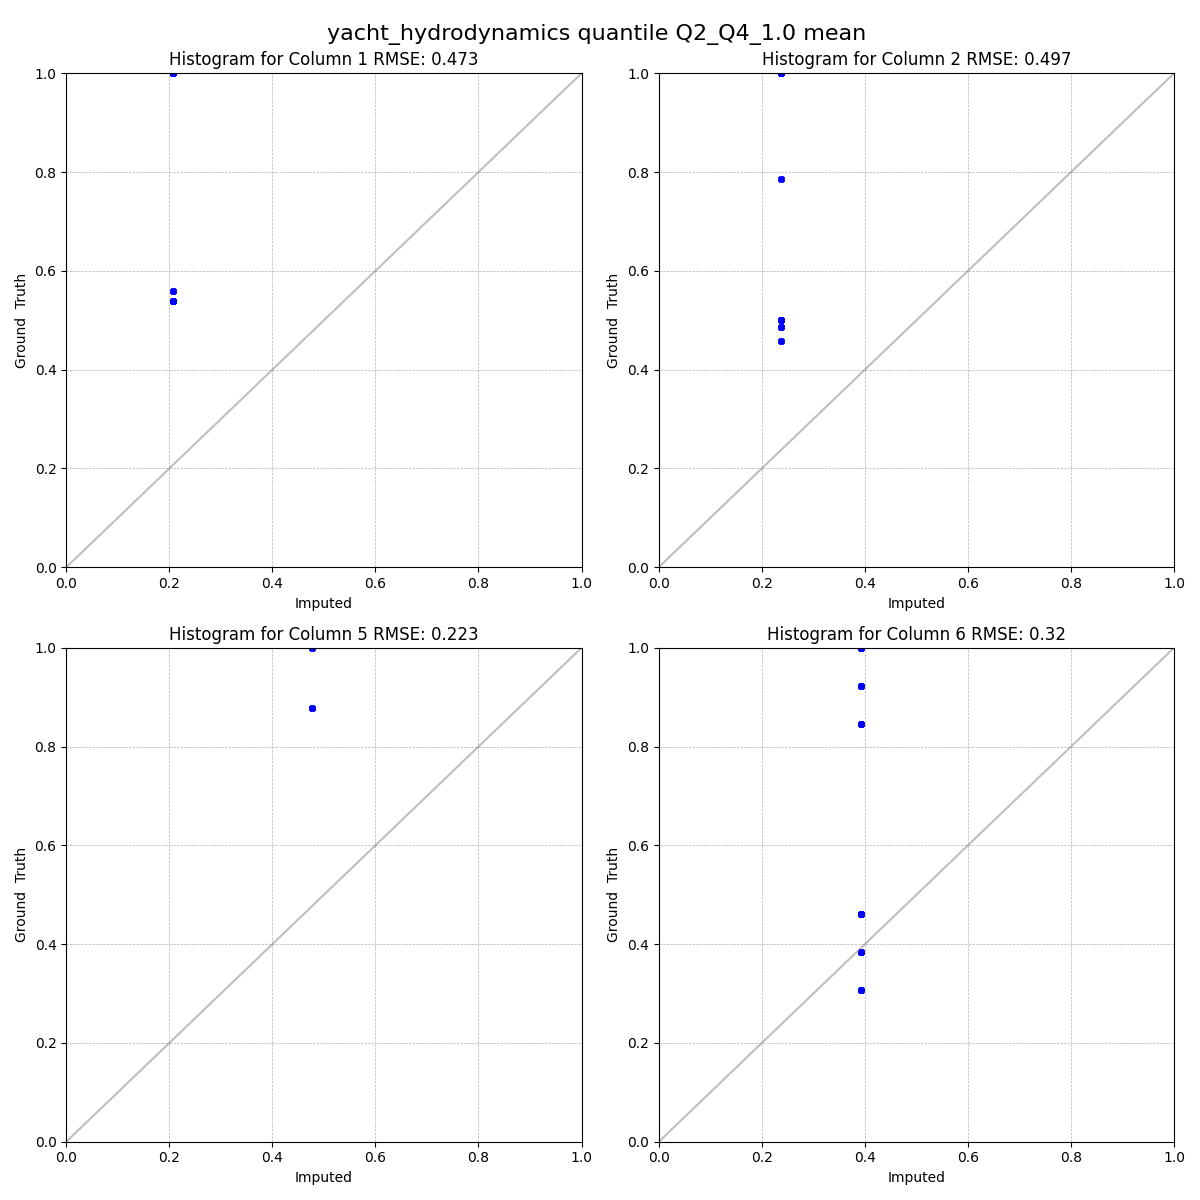 yacht_hydrodynamics quantile Q2_Q4_1.0 mean
Histogram for Column 1 RMSE: 0.473
1.0
0.8
0.6
0.4
0.2
0.0
Ground Truth
0.0 0.2 0.4 0.6 0.8 1.0
Imputed
Histogram for Column 2 RMSE: 0.497
1.0
0.8
0.6
0.4
0.2
0.0
Ground Truth
0.0 0.2 0.4 0.6 0.8 1.0
Imputed
Histogram for Column 5 RMSE: 0.223
1.0
0.8
0.6
0.4
0.2
0.0
Ground Truth
0.0 0.2 0.4 0.6 0.8 1.0
Imputed
Histogram for Column 6 RMSE: 0.32
1.0
0.8
0.6
0.4
0.2
0.0
Ground Truth
0.0 0.2 0.4 0.6 0.8 1.0
Imputed